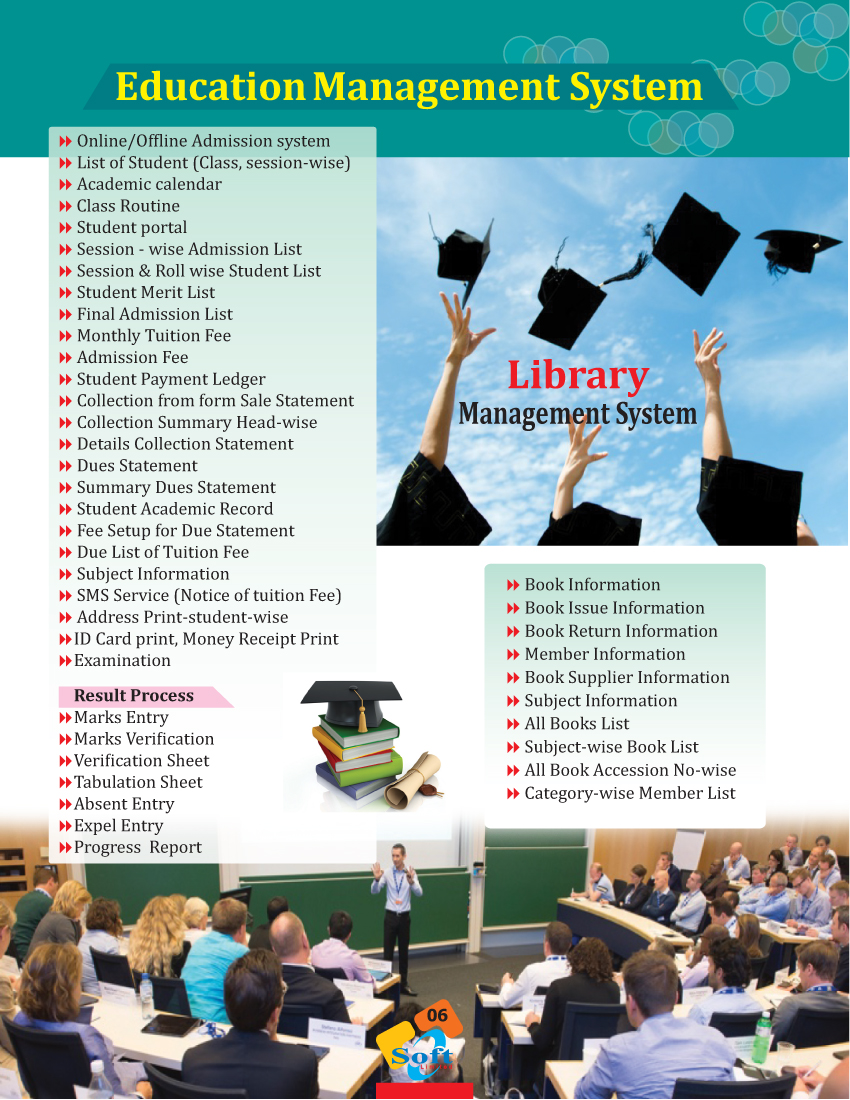 Education Management System
Online/Offline Admission system
List of Student (Class, session-wise)
Academic calendar
Class Routine
Student portal
Session - wise Admission List
Session & Roll wise Student List
Student Merit List
Final Admission List
Monthly Tuition Fee
Admission Fee
Student Payment Ledger
Collection from form Sale Statement
Collection Summary Head-wise
Details Collection Statement
Dues Statement
Summary Dues Statement
Student Academic Record
Fee Setup for Due Statement
Due List of Tuition Fee
Subject Information
SMS Service (Notice of tuition Fee)
Address Print-student-wise
ID Card print, Money Receipt Print
Examination
Result Process
Marks Entry
Marks Verification
Verification Sheet
Tabulation Sheet
Absent Entry
Expel Entry
Progress Report
Library
Management System
Book Information
Book Issue Information
Book Return Information
Member Information
Book Supplier Information
Subject Information
All Books List
Subject-wise Book List
All Book Accession No-wise
Category-wise Member List
06
Soft